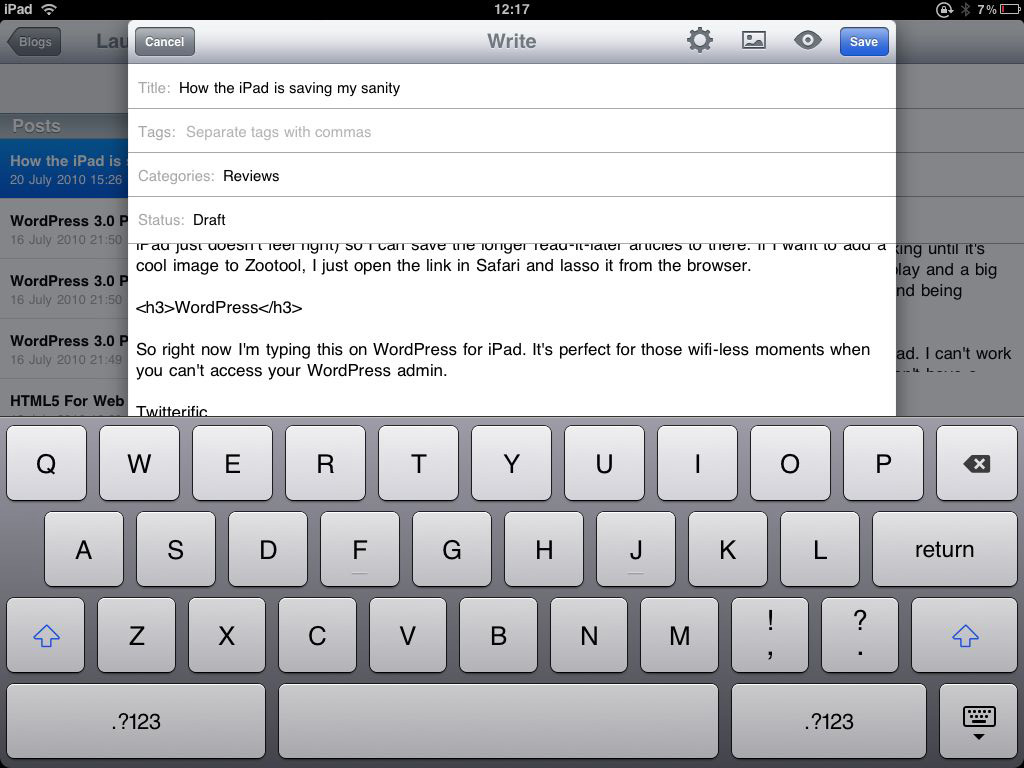 iPad 12:17 7%
Blogs Lau Cancel Write Save
Title: How the iPad is saving my sanity
Tags: Separate tags with commas
Categories: Reviews
Status: Draft
Posts
How the iPad is s
20 July 2010 15:26
WordPress 3.0 P
16 July 2010 21:50
WordPress 3.0 P
16 July 2010 21:50
WordPress 3.0 P
16 July 2010 21:49
HTML5 For Web
iPad just doesn't feel right) so I can save the longer read-it-later articles to there. If I want to add a
cool image to Zootool, I just open the link in Safari and lasso it from the browser.
<h3>WordPress</h3>
So right now I'm typing this on WordPress for iPad. It's perfect for those wifi-less moments when
you can't access your WordPress admin.
Twitterific
king until it's
lay and a big
nd being
ad. I can't work
Q W E R T Y U I O P
A S D F G H J K L return
Z X C V B N M ! , ? .
.?123 .?123